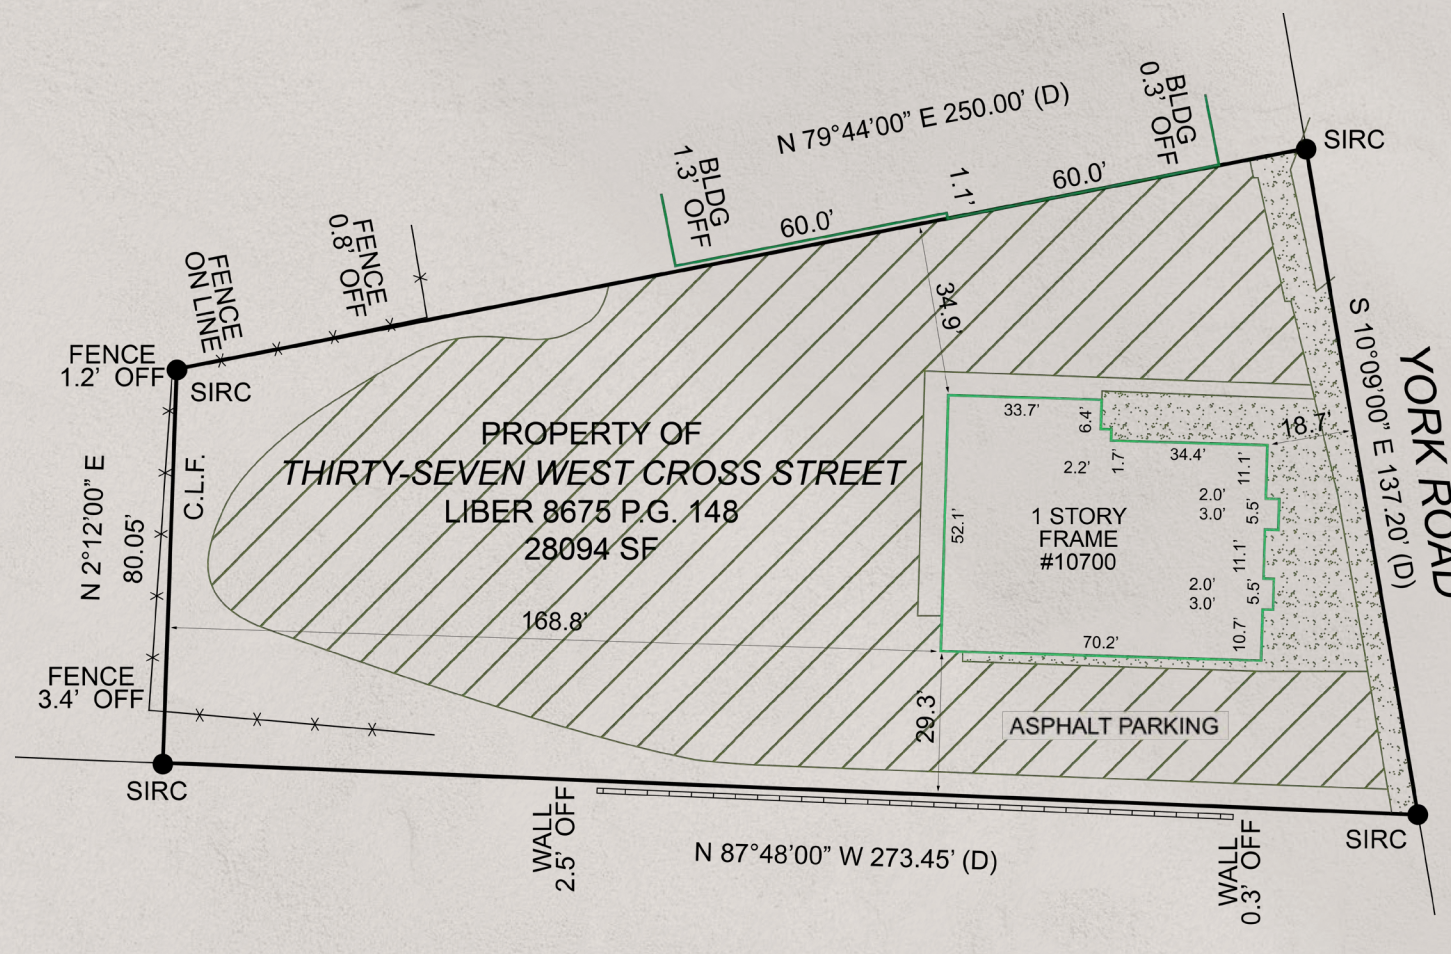 N 79°44’00” E 250.00’ (D)
BLDG
0.3’ OFF
SIRC
BLDG
1.3’ OFF
60.0’
1.1’
60.0’
FENCE
0.8’ OFF
FENCE
ON LINE
FENCE
1.2’ OFF
SIRC
34.9’
S 10°09’00” E 137.20’ (D)
YORK ROAD
18.7’
33.7’
6.4’
2.2’
1.7’
34.4’
11.1’
2.0’
3.0’
5.5’
52.1’
1 STORY
FRAME
#10700
11.1’
2.0’
3.0’
5.5’
10.7’
70.2’
PROPERTY OF
THIRTY-SEVEN WEST CROSS STREET
LIBER 8675 P.G. 148
28094 SF
N 2°12’00” E
80.05’
C.L.F.
168.8’
FENCE
3.4’ OFF
29.3’
ASPHALT PARKING
SIRC
WALL
2.5’ OFF
N 87°48’00” W 273.45’ (D)
WALL
0.3’ OFF
SIRC